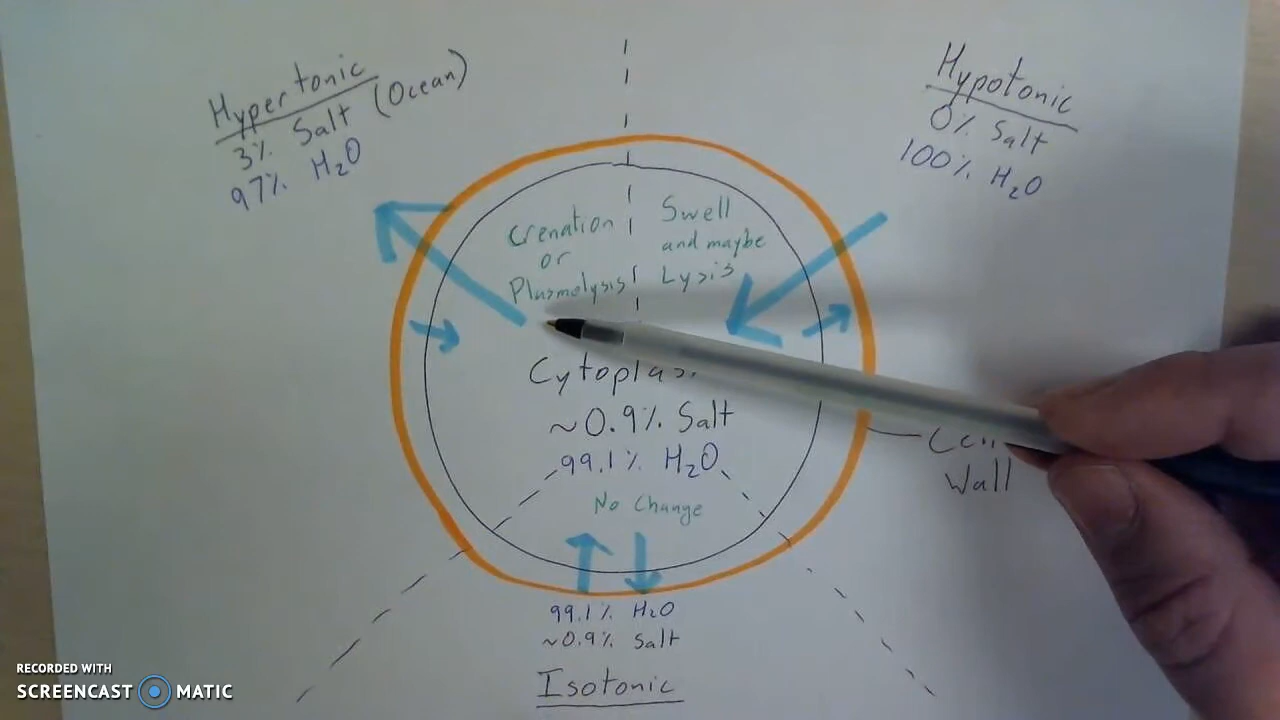 Hypertonic
3% Salt (Ocean)
97% H₂O
Hypotonic
0% Salt
100% H₂O
Crenation
or
Plasmolysis
Swell
and maybe
Lysis
~0.9% Salt
99.1% H₂O
No Change
Wall
99.1% H₂O
~0.9% Salt
Isotonic
RECORDED WITH
SCREENCAST MATIC